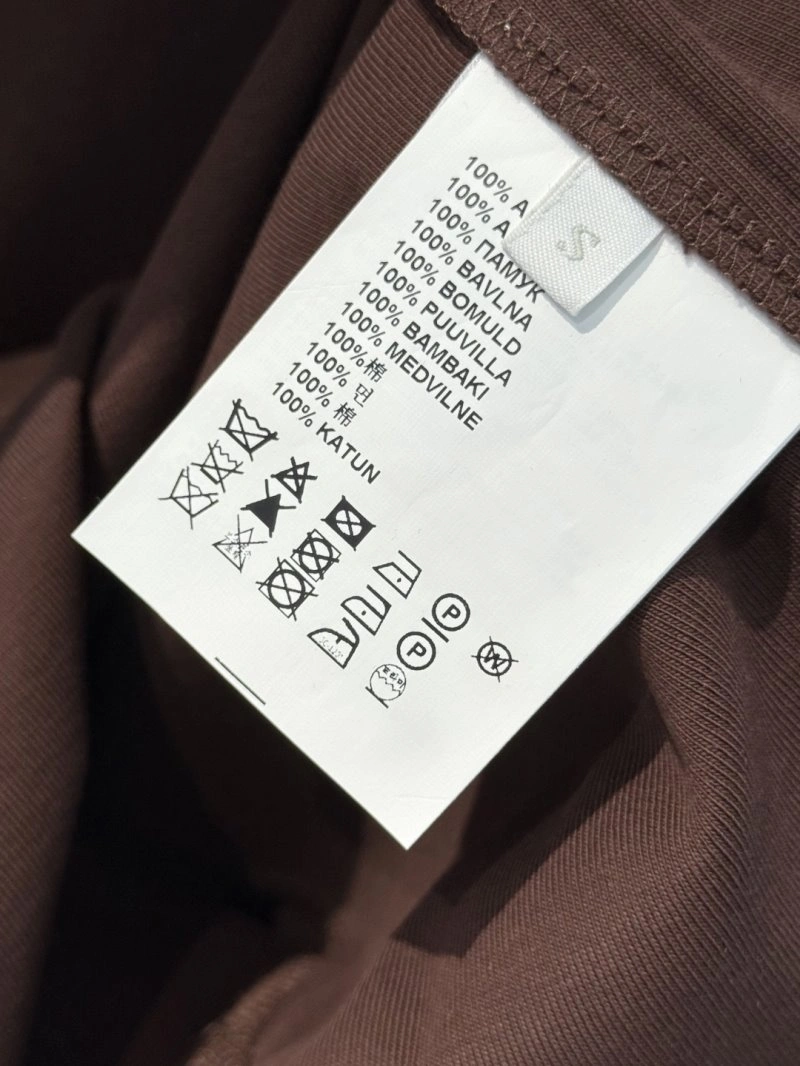 100% A
100% A
100% ПАМУК
100% BAVLNA
100% BOMULD
100% PUUVILLA
100% BAMBAKI
100% MEDVILNE
100%棉
100% 면
100% 棉
100% KATUN
S
P
P
W